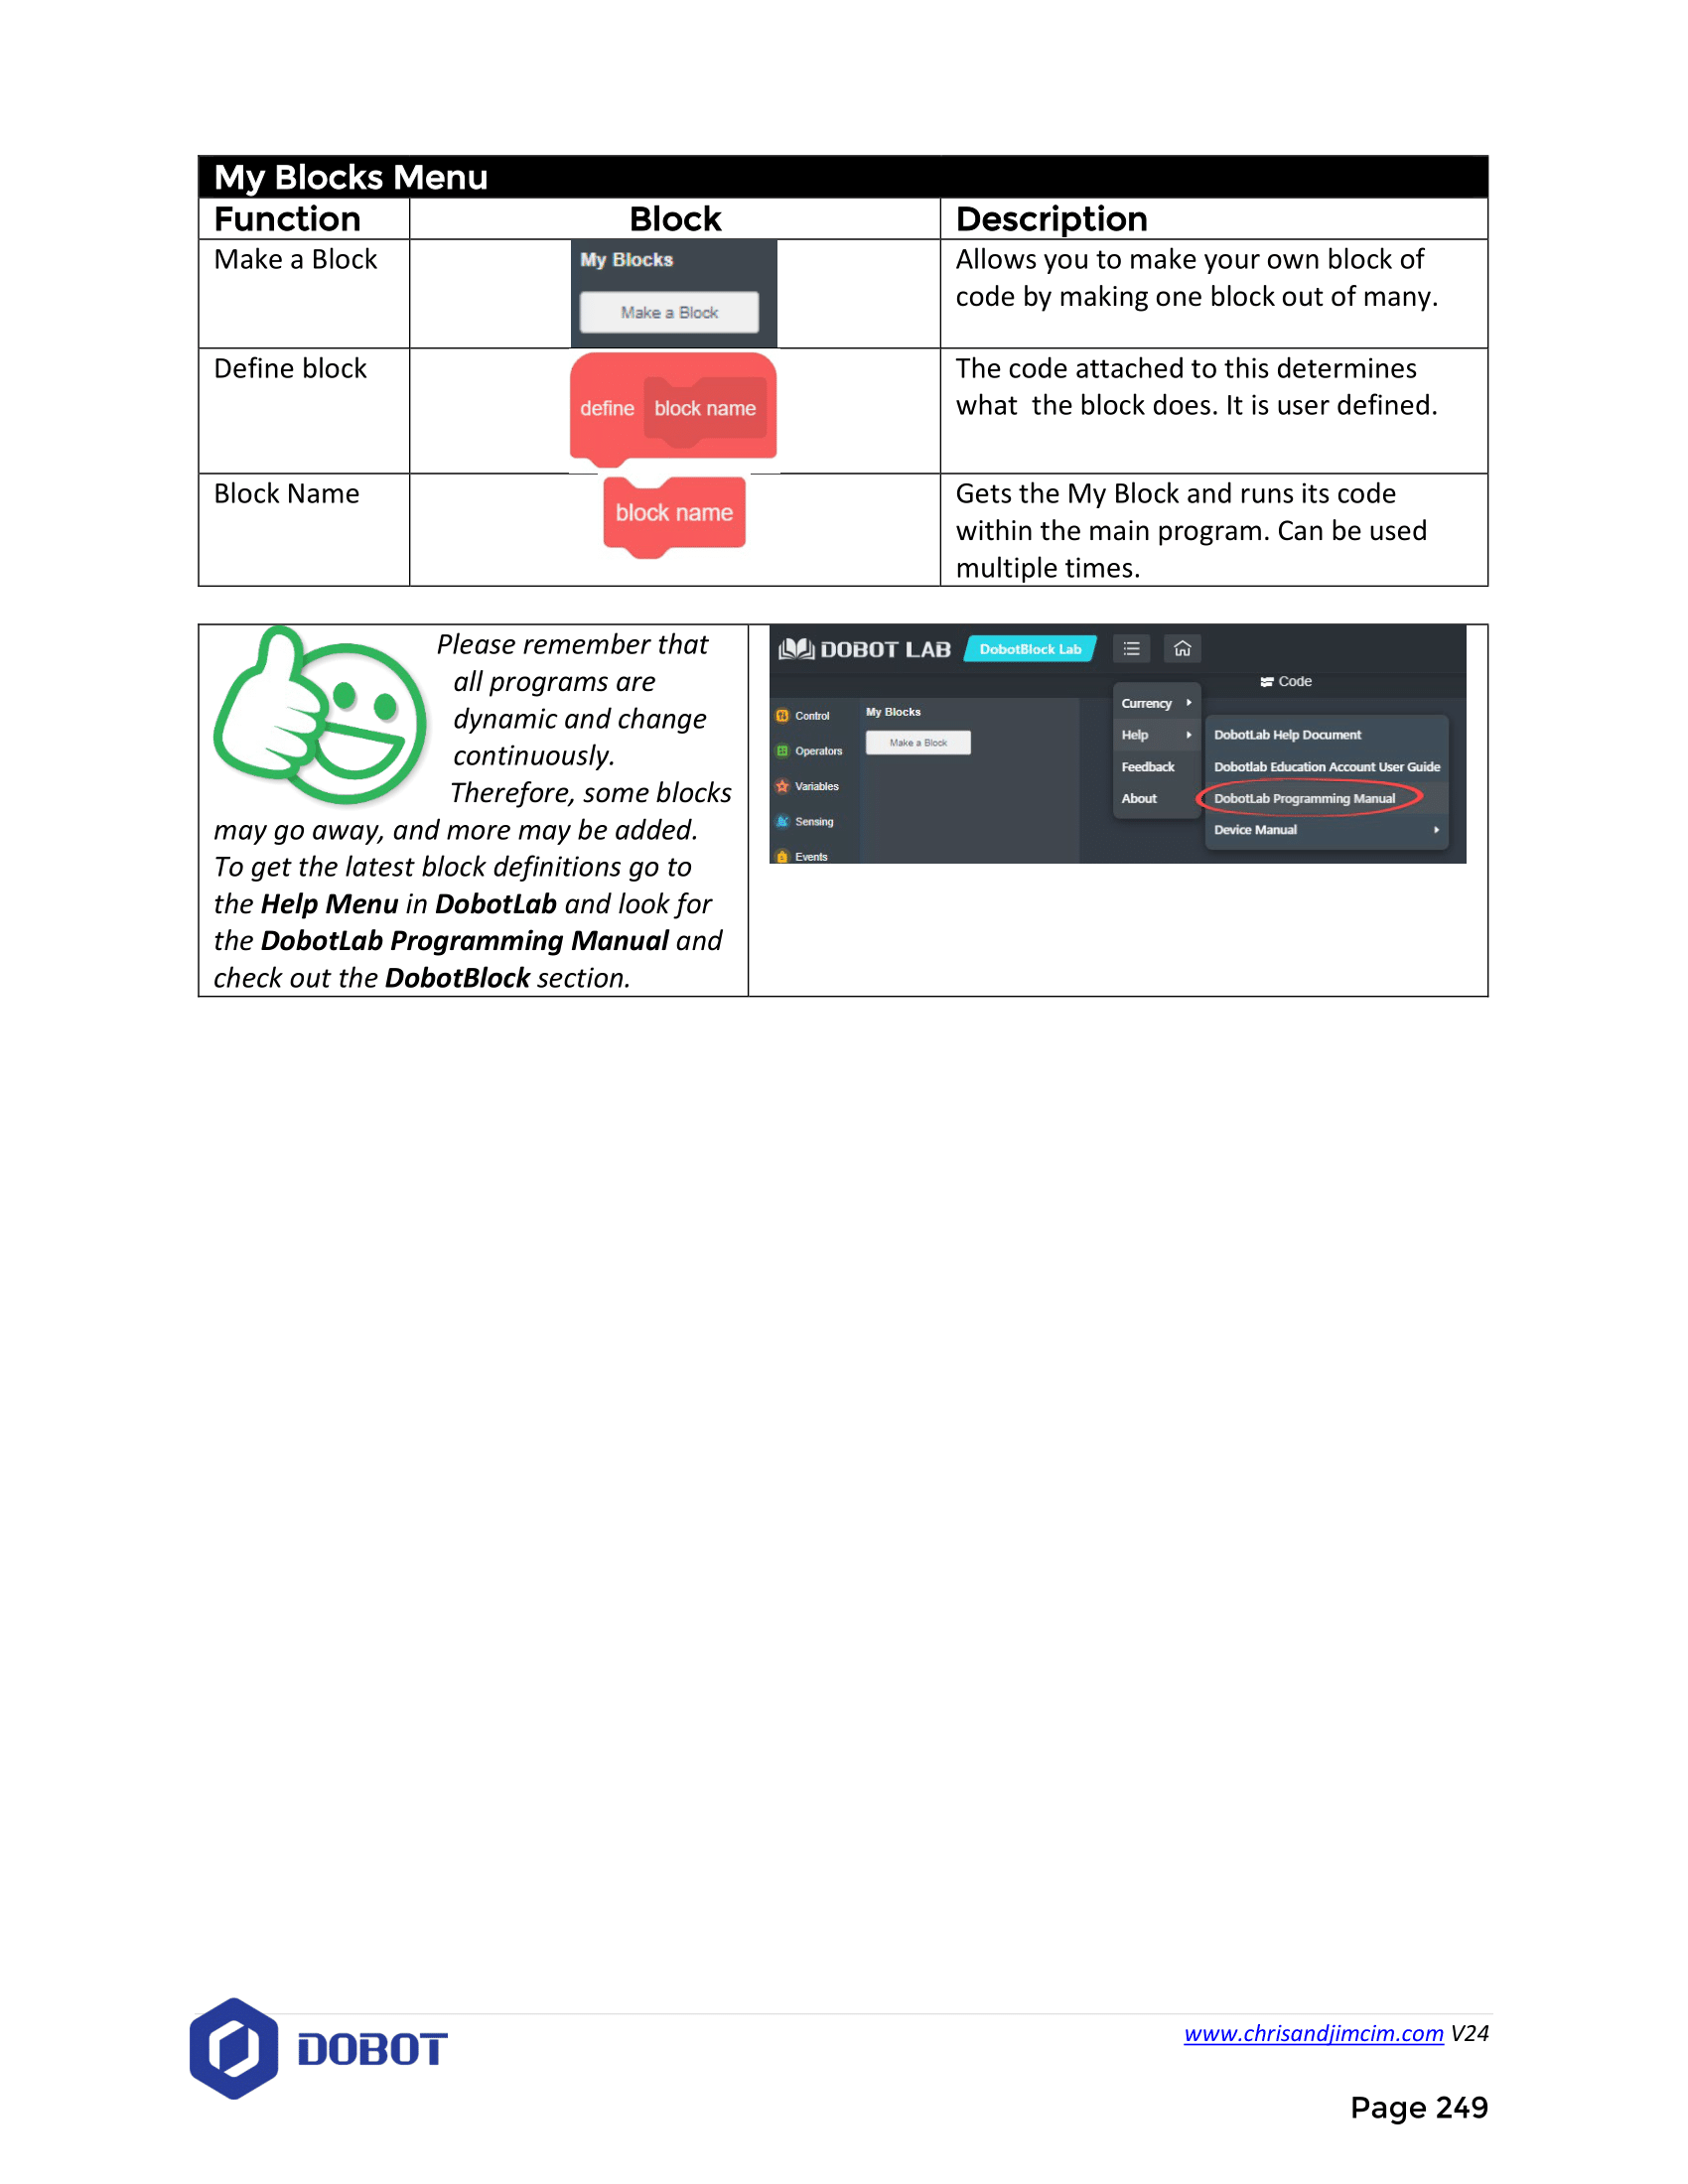 My Blocks Menu
Function Block Description
Make a Block
My Blocks
Make a Block
Allows you to make your own block of
code by making one block out of many.
Define block
define block name
The code attached to this determines
what  the block does. It is user defined.
Block Name
block name
Gets the My Block and runs its code
within the main program. Can be used
multiple times.
Please remember that
all programs are
dynamic and change
continuously.
Therefore, some blocks
may go away, and more may be added.
To get the latest block definitions go to
the Help Menu in DobotLab and look for
the DobotLab Programming Manual and
check out the DobotBlock section.
DOBOT LAB DobotBlock Lab
Code
Control
Operators
Variables
Sensing
Events
My Blocks
Make a Block
Currency
Help
Feedback
About
DobotLab Help Document
Dobotlab Education Account User Guide
DobotLab Programming Manual
Device Manual
DOBOT
www.chrisandjimcim.com V24
Page 249